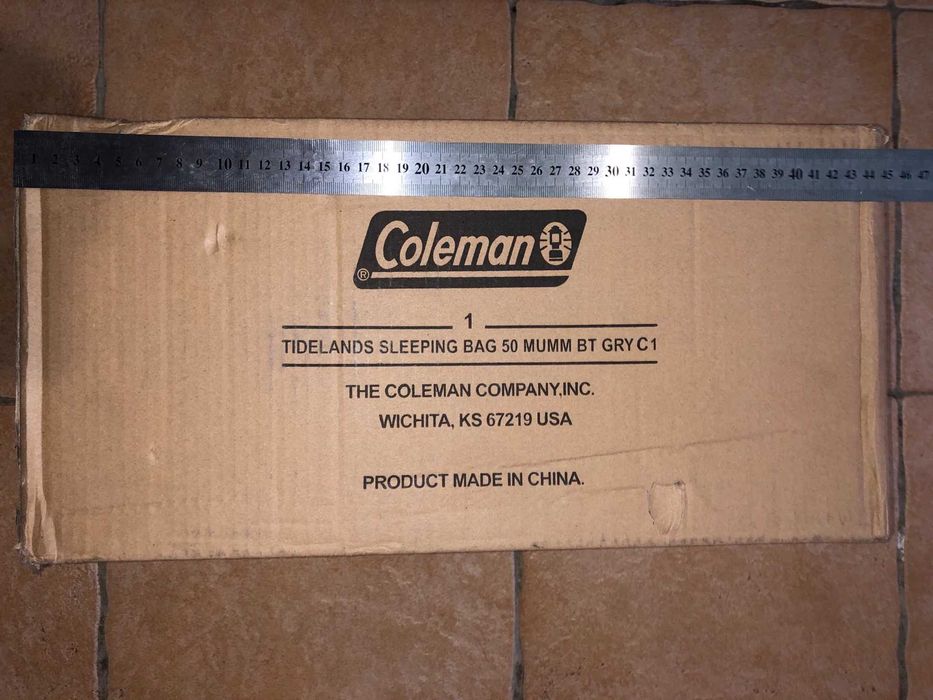 1 2 3 4 5 6 7 8 9 10 11 12 13 14 15 16 17 18 19 20 21 22 23 24 25 26 27 28 29 30 31 32 33 34 35 36 37 38 39 40 41 42 43 44 45 46 47
Coleman
®
1
TIDELANDS SLEEPING BAG 50 MUMM BT GRY C1
THE COLEMAN COMPANY,INC.
WICHITA, KS 67219 USA
PRODUCT MADE IN CHINA.